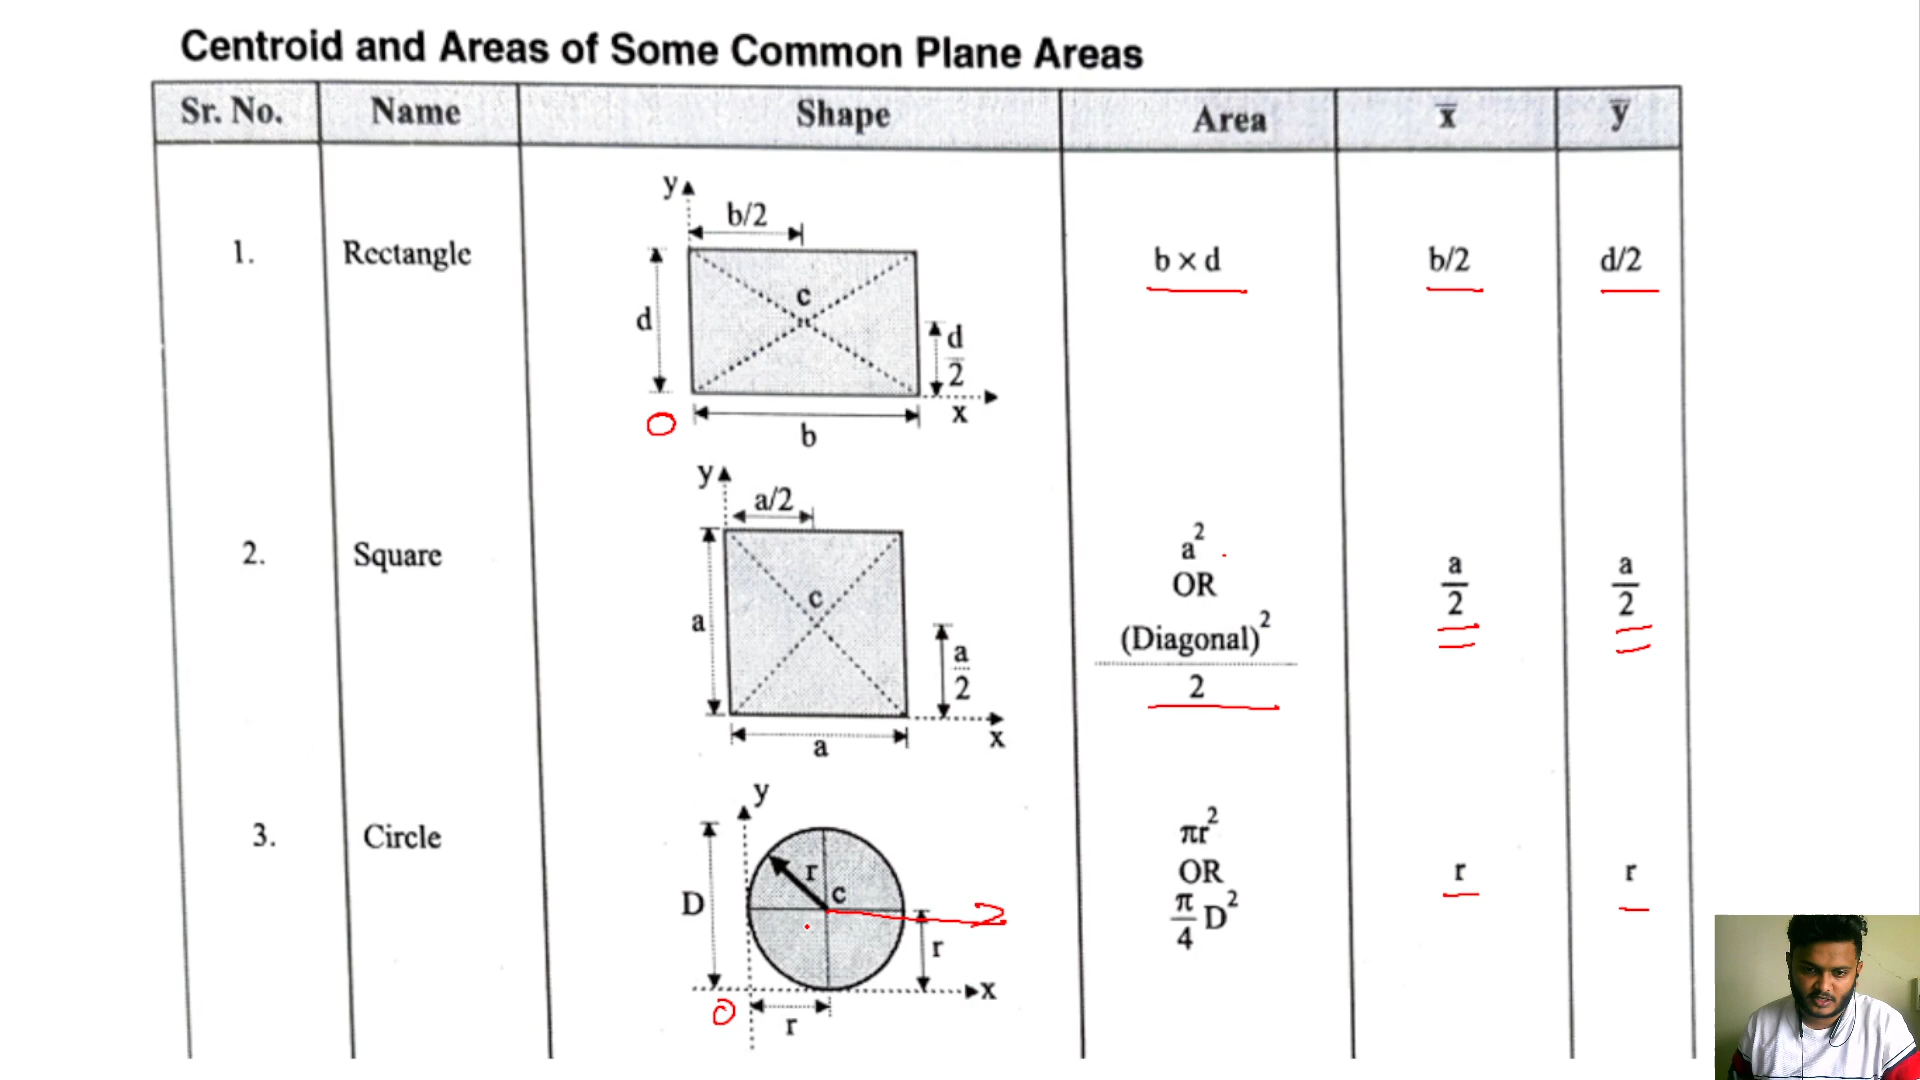 Centroid and Areas of Some Common Plane Areas
Sr. No. Name Shape Area x̅ y̅
y
b/2
1. Rectangle b × d b/2 d/2
c
d
d
2
x
O
b
y
a/2
2. Square
a²
OR
(Diagonal)²
2
a
2
a
2
c
a
a
2
x
a
y
3. Circle
πr²
OR
π
4
D²
r
r
r
c
D
r
x
O
r